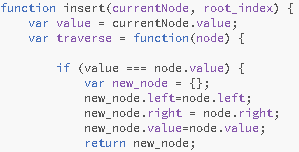 function insert(currentNode, root_index) {
    var value = currentNode.value;
    var traverse = function(node) {

        if (value === node.value) {
            var new_node = {};
            new_node.left=node.left;
            new_node.right = node.right;
            new_node.value=node.value;
            return new_node;